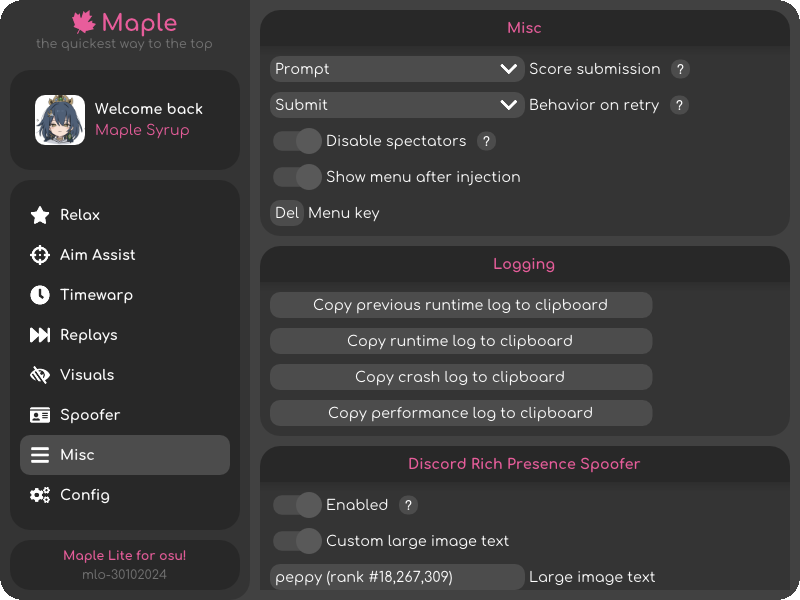 Maple
the quickest way to the top
Welcome back
Maple Syrup
Relax
Aim Assist
Timewarp
Replays
Visuals
Spoofer
Misc
Config
Maple Lite for osu!
mlo-30102024
Misc
Prompt Score submission ?
Submit Behavior on retry ?
Disable spectators ?
Show menu after injection
Del Menu key
Logging
Copy previous runtime log to clipboard
Copy runtime log to clipboard
Copy crash log to clipboard
Copy performance log to clipboard
Discord Rich Presence Spoofer
Enabled ?
Custom large image text
peppy (rank #18,267,309) Large image text